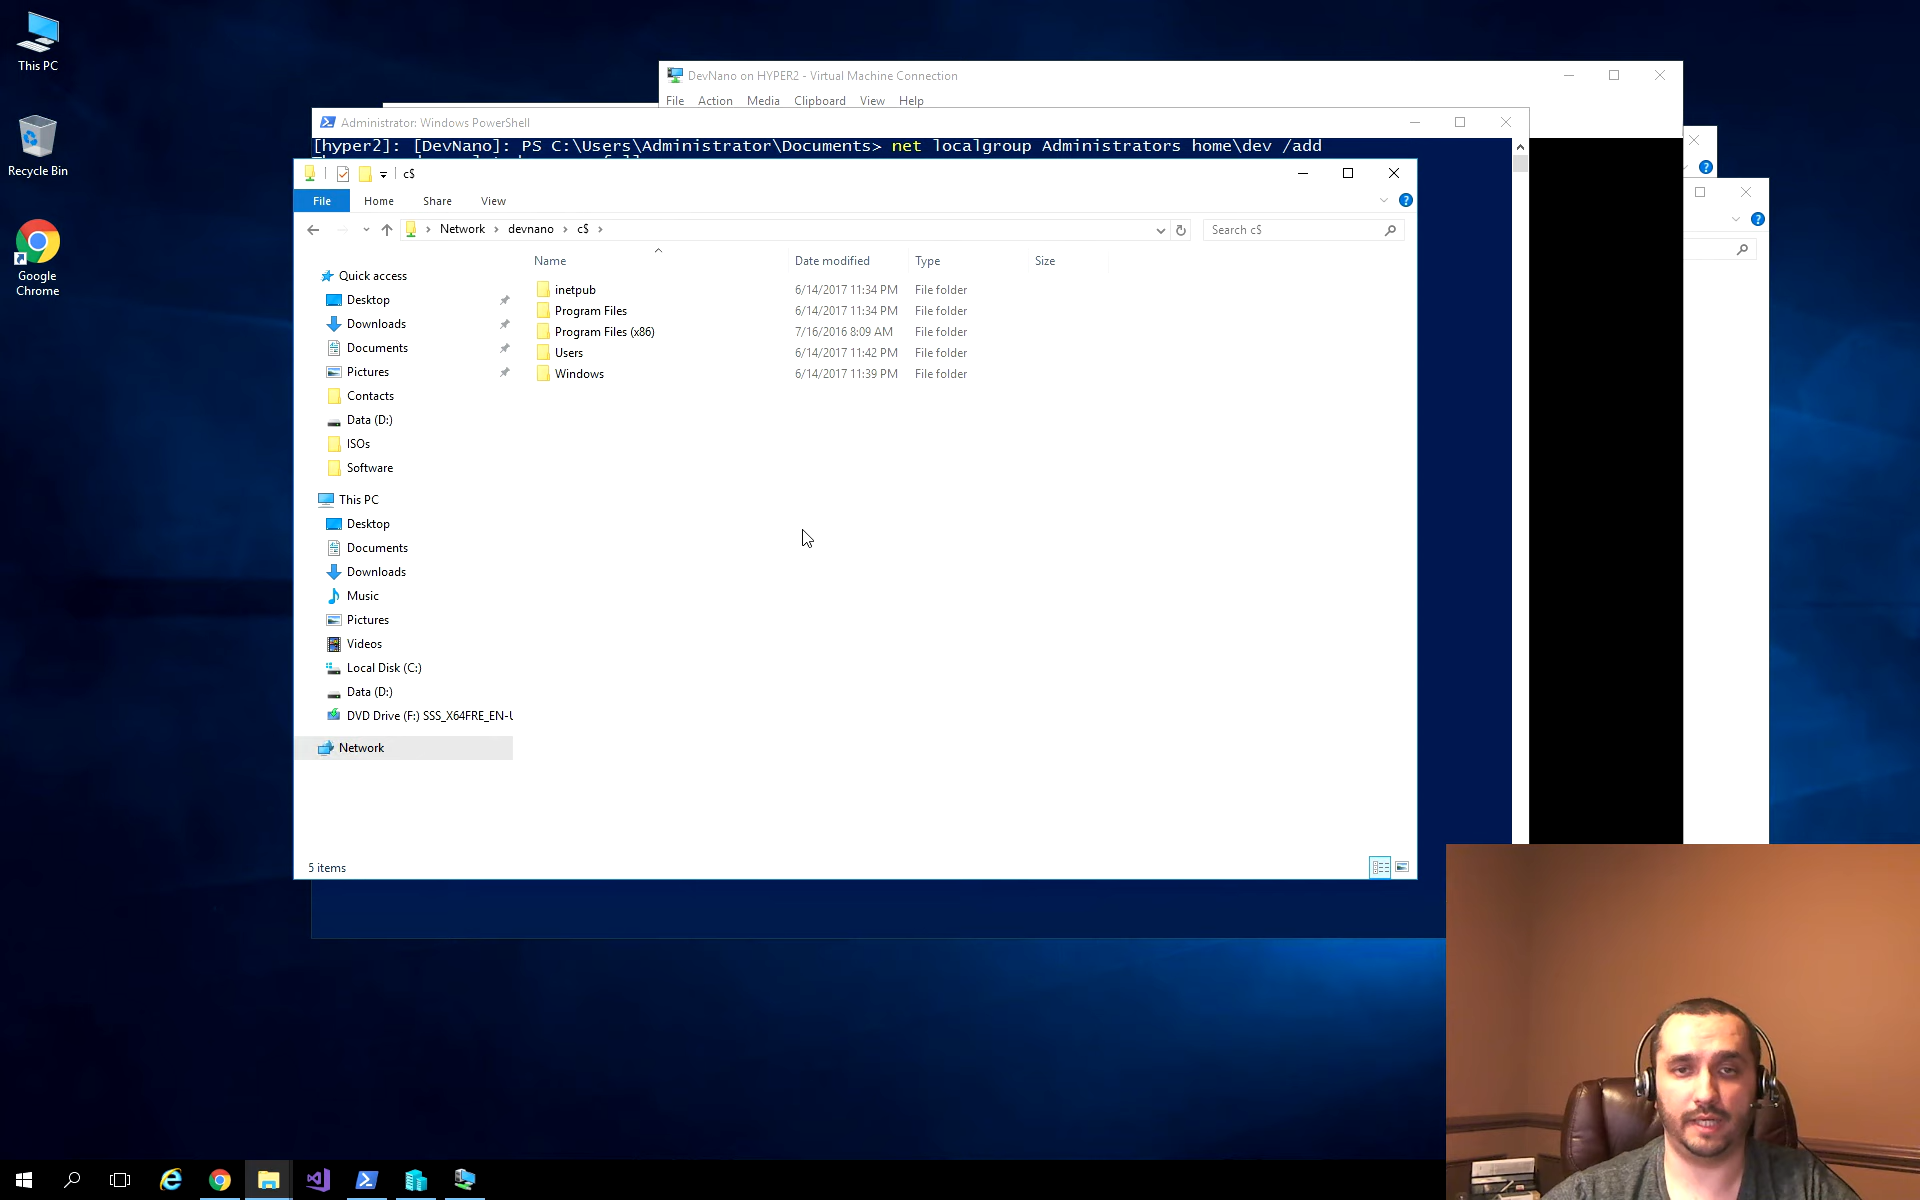 This PC
Recycle Bin
Google
Chrome
DevNano on HYPER2 - Virtual Machine Connection
File Action Media Clipboard View Help
Administrator: Windows PowerShell
[hyper2]: [DevNano]: PS C:\Users\Administrator\Documents> net localgroup Administrators home\dev /add
c$
File Home Share View
Network devnano c$
Search c$
Name Date modified Type Size
inetpub 6/14/2017 11:34 PM File folder
Program Files 6/14/2017 11:34 PM File folder
Program Files (x86) 7/16/2016 8:09 AM File folder
Users 6/14/2017 11:42 PM File folder
Windows 6/14/2017 11:39 PM File folder
Quick access
Desktop
Downloads
Documents
Pictures
Contacts
Data (D:)
ISOs
Software
This PC
Desktop
Documents
Downloads
Music
Pictures
Videos
Local Disk (C:)
Data (D:)
DVD Drive (F:) SSS_X64FRE_EN-U
Network
5 items